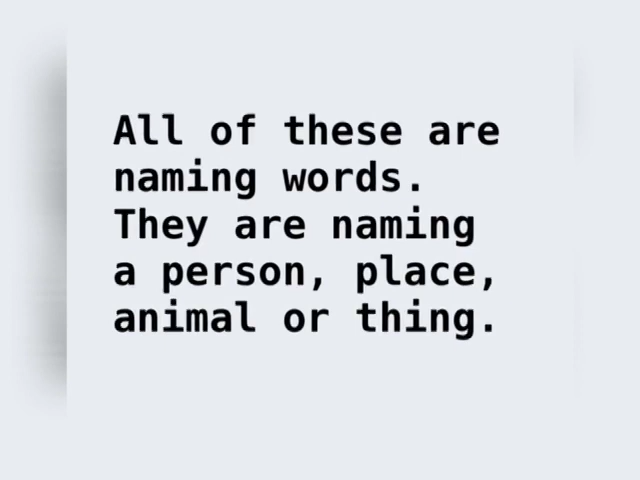 All of these are
naming words.
They are naming
a person, place,
animal or thing.